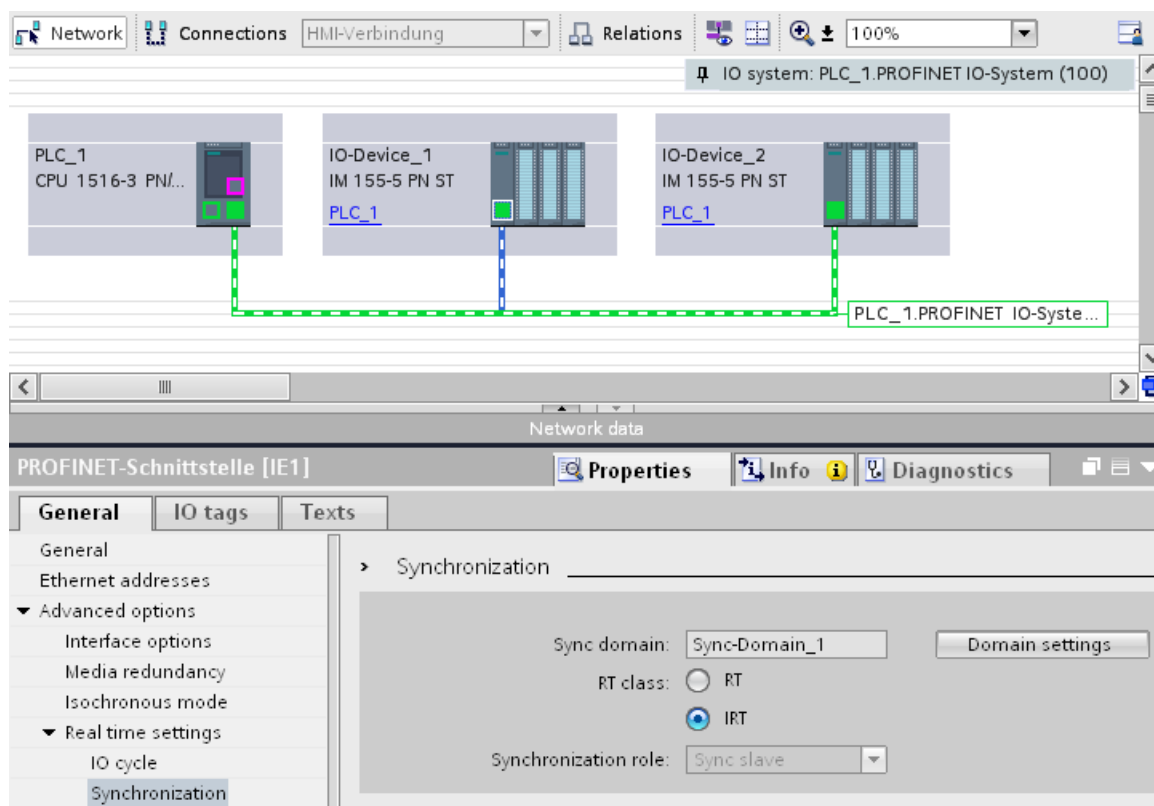 Network Connections HMI-Verbindung Relations 100%
IO system: PLC_1.PROFINET IO-System (100)
PLC_1
CPU 1516-3 PN/...
IO-Device_1
IM 155-5 PN ST
PLC_1
IO-Device_2
IM 155-5 PN ST
PLC_1
PLC_1.PROFINET IO-Syste...
Network data
PROFINET-Schnittstelle [IE1]
Properties Info Diagnostics
General IO tags Texts
General
Ethernet addresses
Advanced options
Interface options
Media redundancy
Isochronous mode
Real time settings
IO cycle
Synchronization
Synchronization
Sync domain: Sync-Domain_1 Domain settings
RT class: RT
IRT
Synchronization role: Sync slave